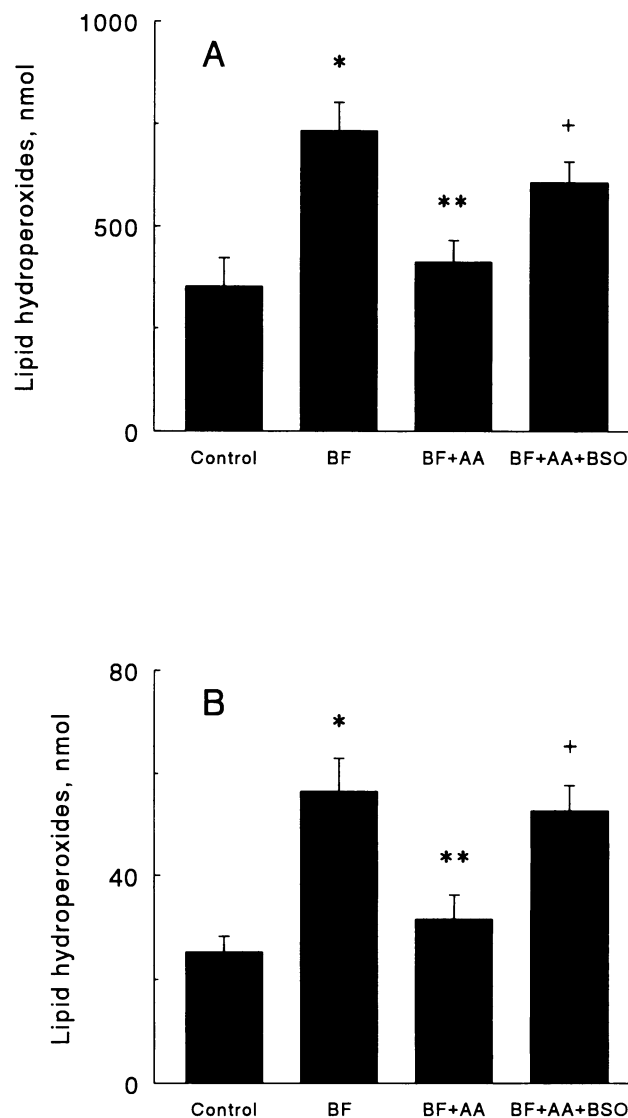 1000
A
*
Lipid hydroperoxides, nmol
+
**
500
0
Control BF BF+AA BF+AA+BSO
80
B
*
Lipid hydroperoxides, nmol
+
**
40
0
Control BF BF+AA BF+AA+BSO